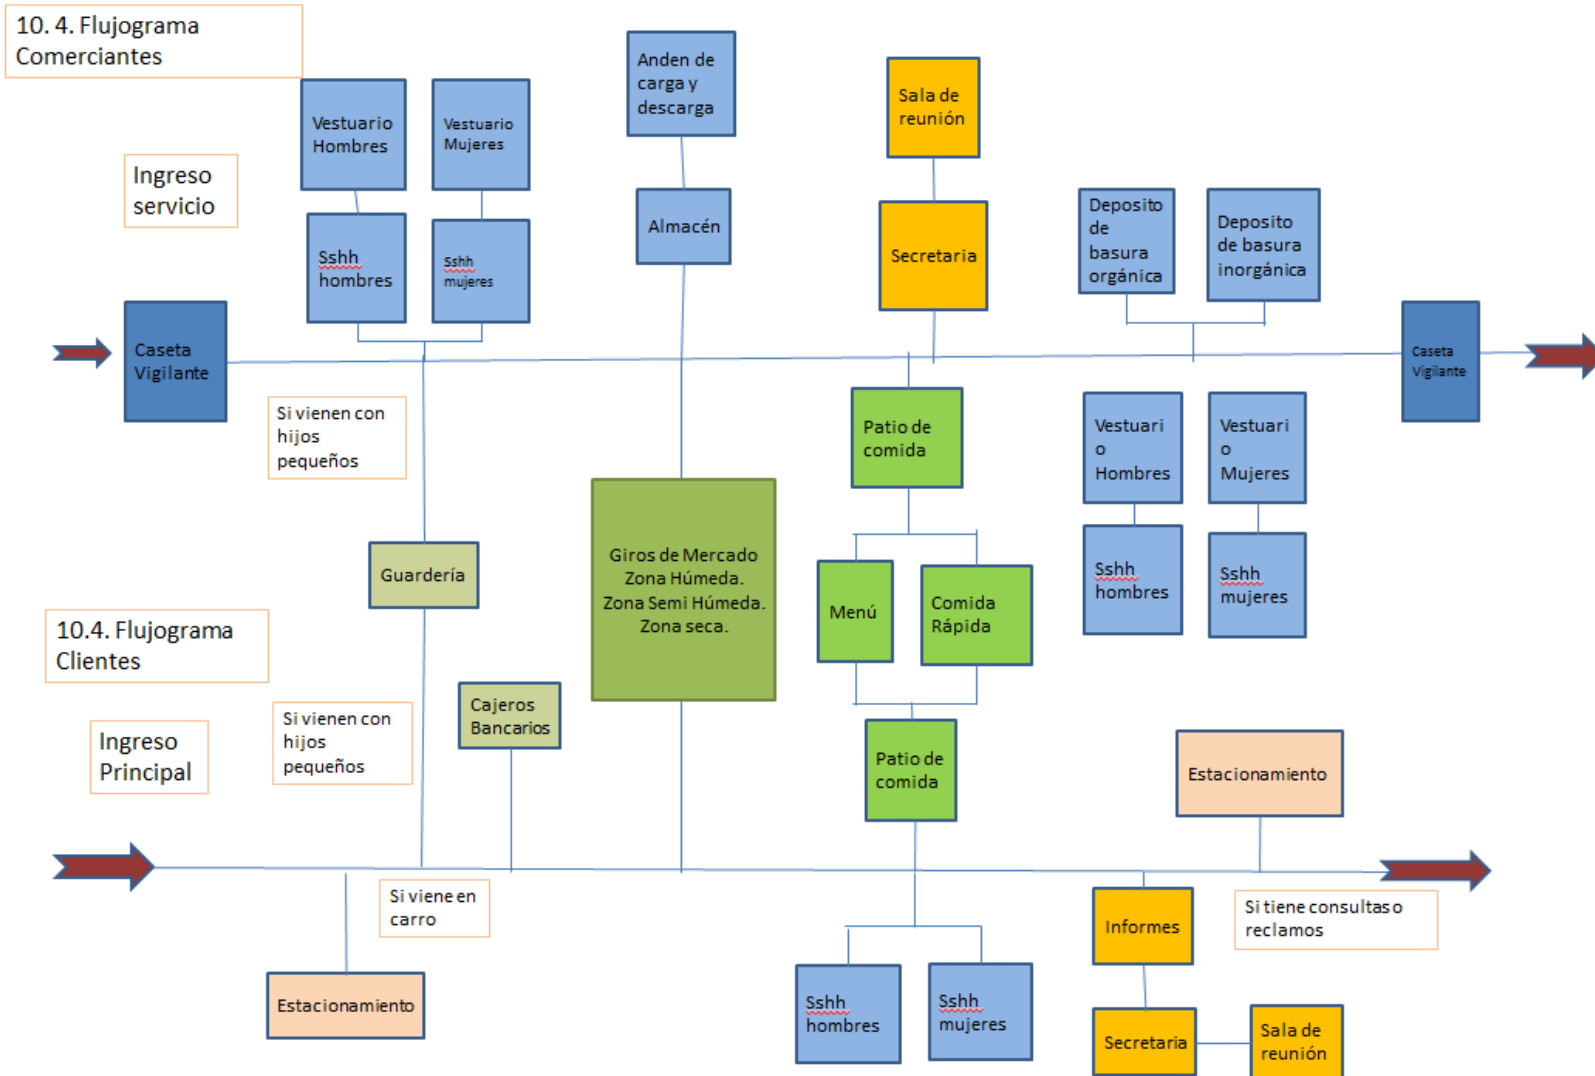 10. 4. Flujograma
Comerciantes
Anden de
carga y
descarga
Vestuario
Hombres
Vestuario
Mujeres
Sala de
reunión
Ingreso
servicio
Almacén
Deposito
de
basura
orgánica
Deposito
de basura
inorgánica
Sshh
hombres
Sshh
mujeres
Secretaria
Caseta
Vigilante
Caseta
Vigilante
Si vienen con
hijos
pequeños
Patio de
comida
Vestuari
o
Hombres
Vestuari
o
Mujeres
Giros de Mercado
Zona Húmeda.
Zona Semi Húmeda.
Zona seca.
Guardería
Menú
Comida
Rápida
Sshh
hombres
Sshh
mujeres
10.4. Flujograma
Clientes
Si vienen con
hijos
pequeños
Cajeros
Bancarios
Ingreso
Principal
Patio de
comida
Estacionamiento
Si viene en
carro
Informes
Si tiene consultas o
reclamos
Estacionamiento
Sshh
hombres
Sshh
mujeres
Secretaria
Sala de
reunión